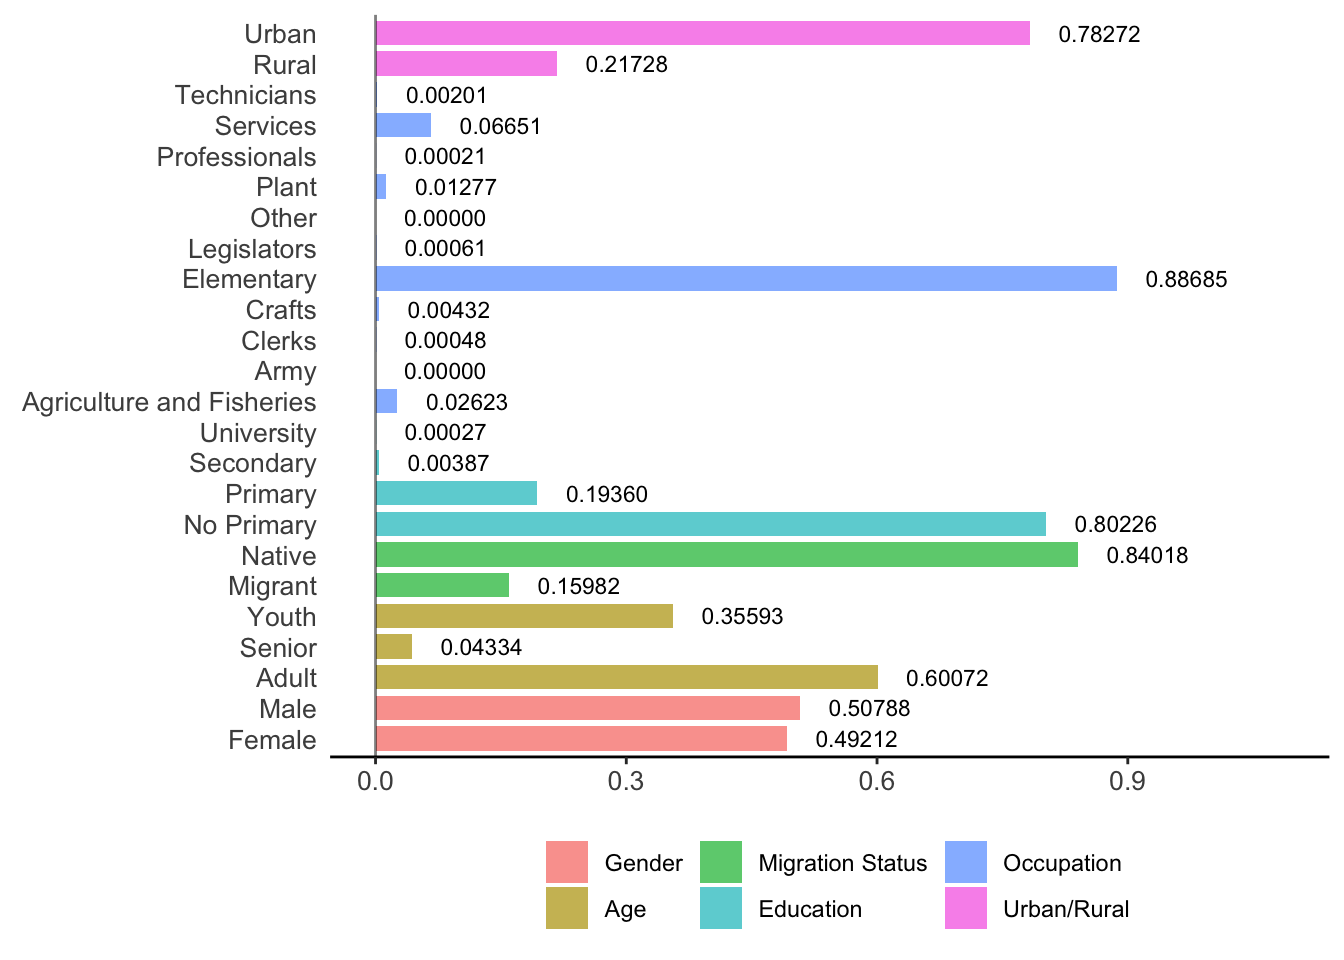 Urban 0.78272
Rural 0.21728
Technicians 0.00201
Services 0.06651
Professionals 0.00021
Plant 0.01277
Other 0.00000
Legislators 0.00061
Elementary 0.88685
Crafts 0.00432
Clerks 0.00048
Army 0.00000
Agriculture and Fisheries 0.02623
University 0.00027
Secondary 0.00387
Primary 0.19360
No Primary 0.80226
Native 0.84018
Migrant 0.15982
Youth 0.35593
Senior 0.04334
Adult 0.60072
Male 0.50788
Female 0.49212
0.0 0.3 0.6 0.9
Gender Migration Status Occupation
Age Education Urban/Rural